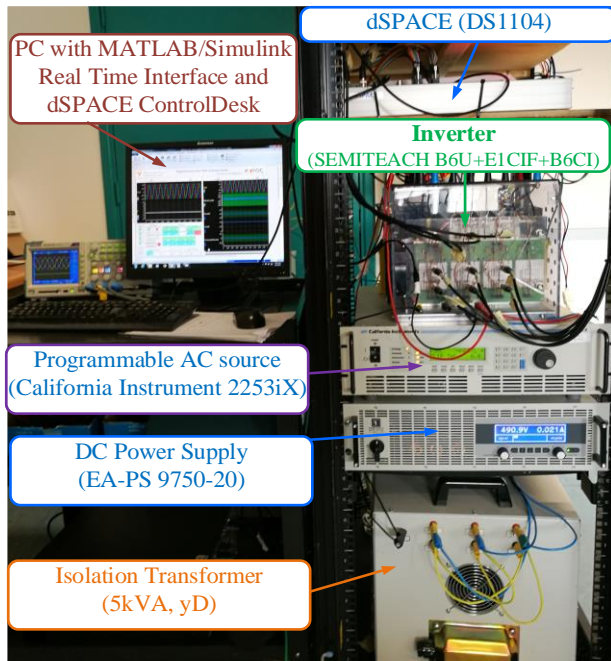 dSPACE (DS1104)
PC with MATLAB/Simulink
Real Time Interface and
dSPACE ControlDesk
Inverter
(SEMITEACH B6U+E1CIF+B6CI)
California Instruments
Programmable AC source
(California Instrument 2253iX)
DC Power Supply
(EA-PS 9750-20)
490.9V 0.021A
Isolation Transformer
(5kVA, yD)